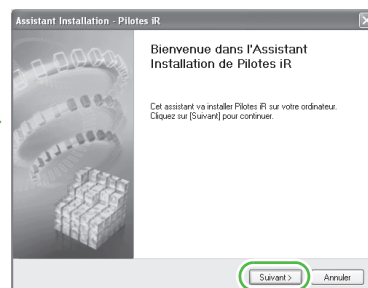 Assistant Installation - Pilotes iR
Bienvenue dans l'Assistant
Installation de Pilotes iR
Cet assistant va installer Pilotes iR sur votre ordinateur.
Cliquez sur [Suivant] pour continuer.
Suivant >
Annuler